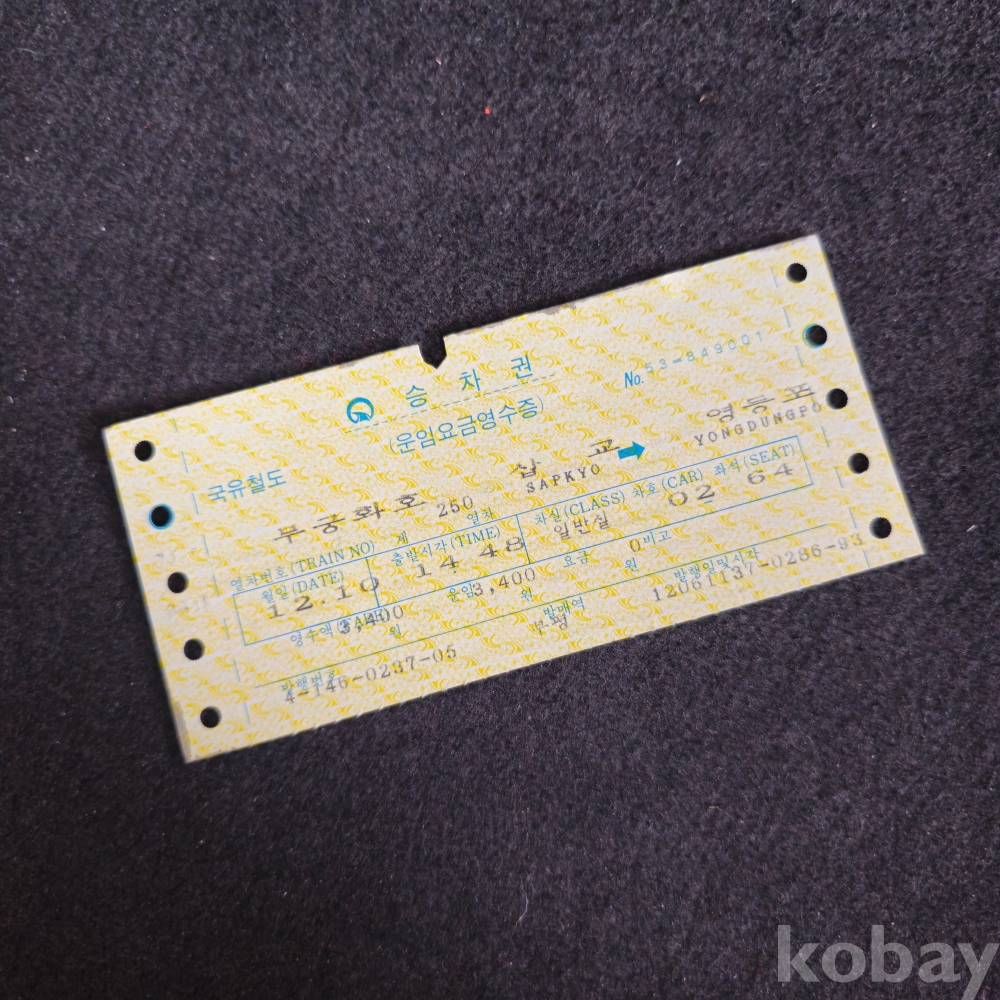 승 차 권
No. 53-849001
(운임요금영수증)
국유철도
무궁화호 250 삽 교 영등포
SAPKYO YONGDUNGPO
열차번호(TRAIN NO) 계 열차
월일(DATE) 출발시각(TIME) 차실(CLASS) 차호(CAR) 좌석(SEAT)
12.10 14 48 일반실 02 64
영수액 운임 3,400 원 요금 0 원 비고
3,400 원 발매역 발행일및시각
부평 12061137-0286-93
발행번호
4-146-0237-05
kobay